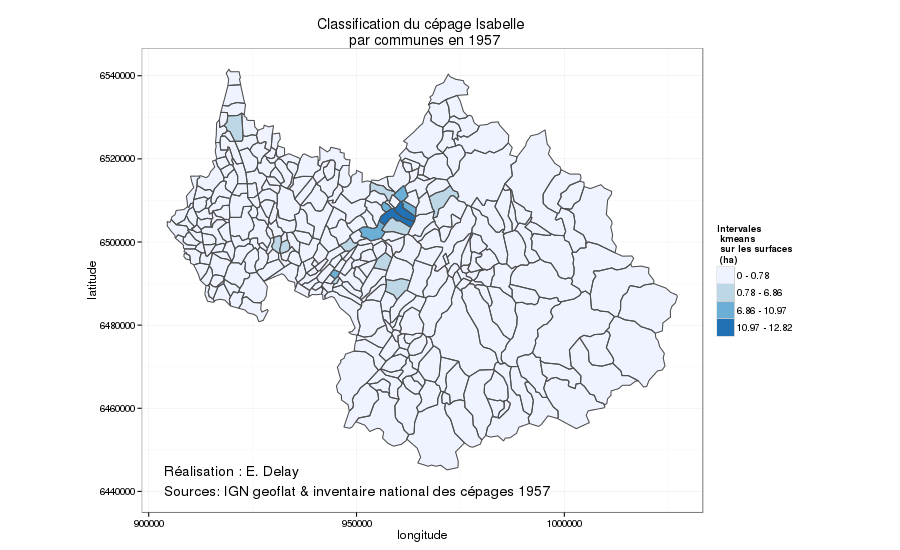 Classification du cépage Isabelle
par communes en 1957
6540000
6520000
6500000
6480000
6460000
6440000
latitude
900000
950000
1000000
longitude
Intervales
kmeans
sur les surfaces
(ha)
0 - 0.78
0.78 - 6.86
6.86 - 10.97
10.97 - 12.82
Réalisation : E. Delay
Sources: IGN geoflat & inventaire national des cépages 1957